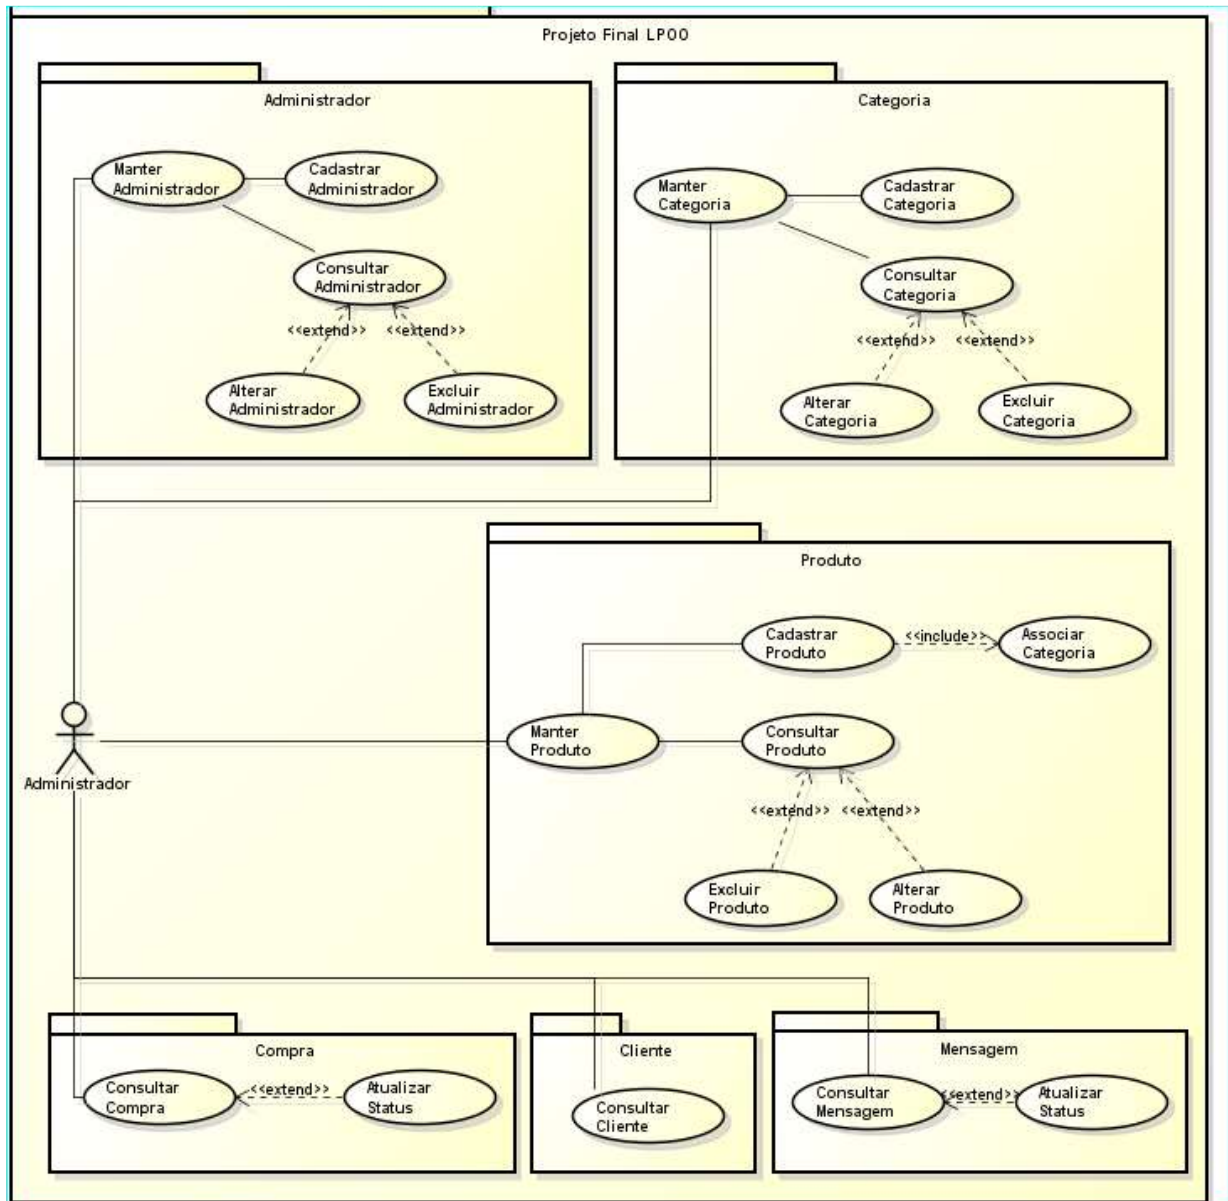 Projeto Final LPOO
Administrador
Manter
Administrador
Cadastrar
Administrador
Consultar
Administrador
<<extend>>
<<extend>>
Alterar
Administrador
Excluir
Administrador
Categoria
Manter
Categoria
Cadastrar
Categoria
Consultar
Categoria
<<extend>>
<<extend>>
Alterar
Categoria
Excluir
Categoria
Produto
Cadastrar
Produto
<<include>>
Associar
Categoria
Manter
Produto
Consultar
Produto
<<extend>>
<<extend>>
Excluir
Produto
Alterar
Produto
Administrador
Compra
Consultar
Compra
<<extend>>
Atualizar
Status
Cliente
Consultar
Cliente
Mensagem
Consultar
Mensagem
<<extend>>
Atualizar
Status